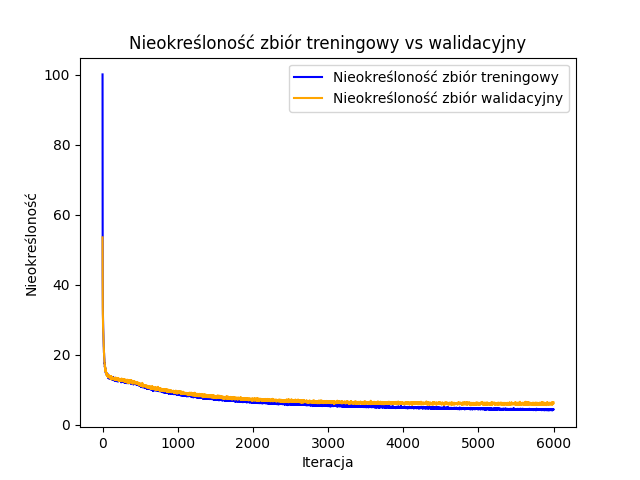 Nieokreśloność zbiór treningowy vs walidacyjny
Nieokreśloność zbiór treningowy
Nieokreśloność zbiór walidacyjny
100
80
60
40
20
0
Nieokreśloność
0 1000 2000 3000 4000 5000 6000
Iteracja